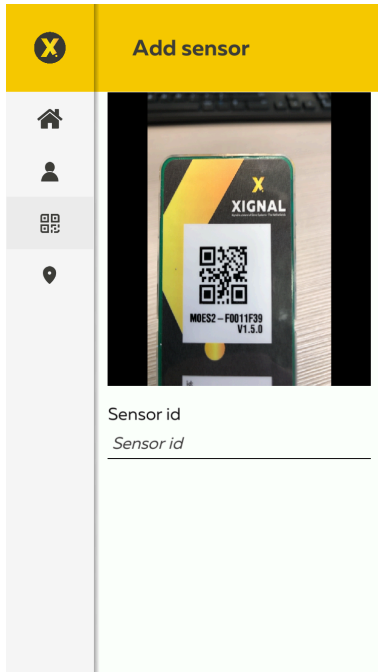 Add sensor
X
XIGNAL
M0ES2 – F0011F39
V1.5.0
Sensor id
Sensor id